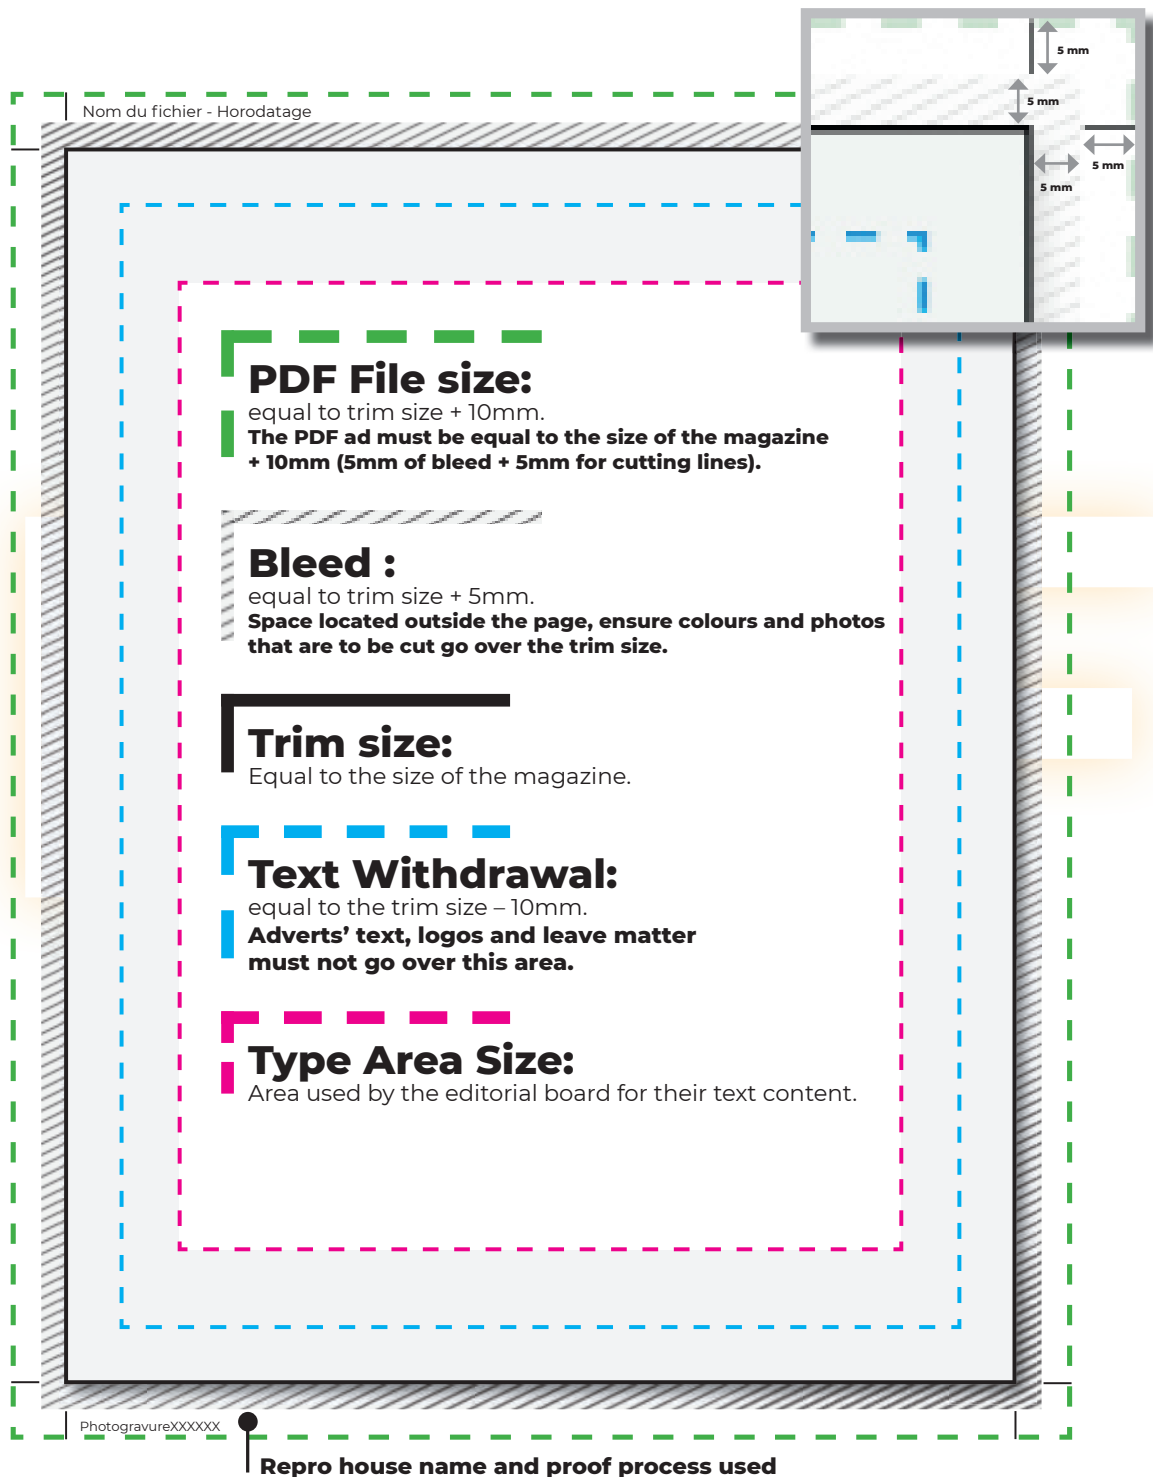 5 mm
5 mm
5 mm
5 mm
Nom du fichier - Horodatage
PDF File size:
equal to trim size + 10mm.
The PDF ad must be equal to the size of the magazine
+ 10mm (5mm of bleed + 5mm for cutting lines).
Bleed :
equal to trim size + 5mm.
Space located outside the page, ensure colours and photos
that are to be cut go over the trim size.
Trim size:
Equal to the size of the magazine.
Text Withdrawal:
equal to the trim size – 10mm.
Adverts’ text, logos and leave matter
must not go over this area.
Type Area Size:
Area used by the editorial board for their text content.
PhotogravureXXXXXX
Repro house name and proof process used